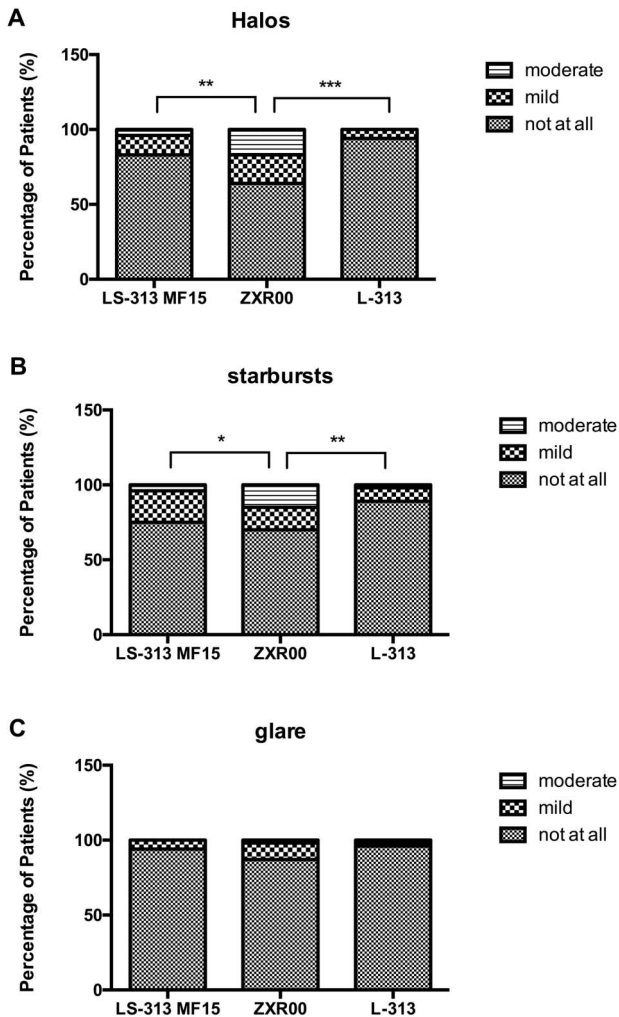 A
Halos
Percentage of Patients (%)
150
100
50
0
**
***
LS-313 MF15
ZXR00
L-313
moderate
mild
not at all
B
starbursts
Percentage of Patients (%)
150
100
50
0
*
**
LS-313 MF15
ZXR00
L-313
moderate
mild
not at all
C
glare
Percentage of Patients (%)
150
100
50
0
LS-313 MF15
ZXR00
L-313
moderate
mild
not at all